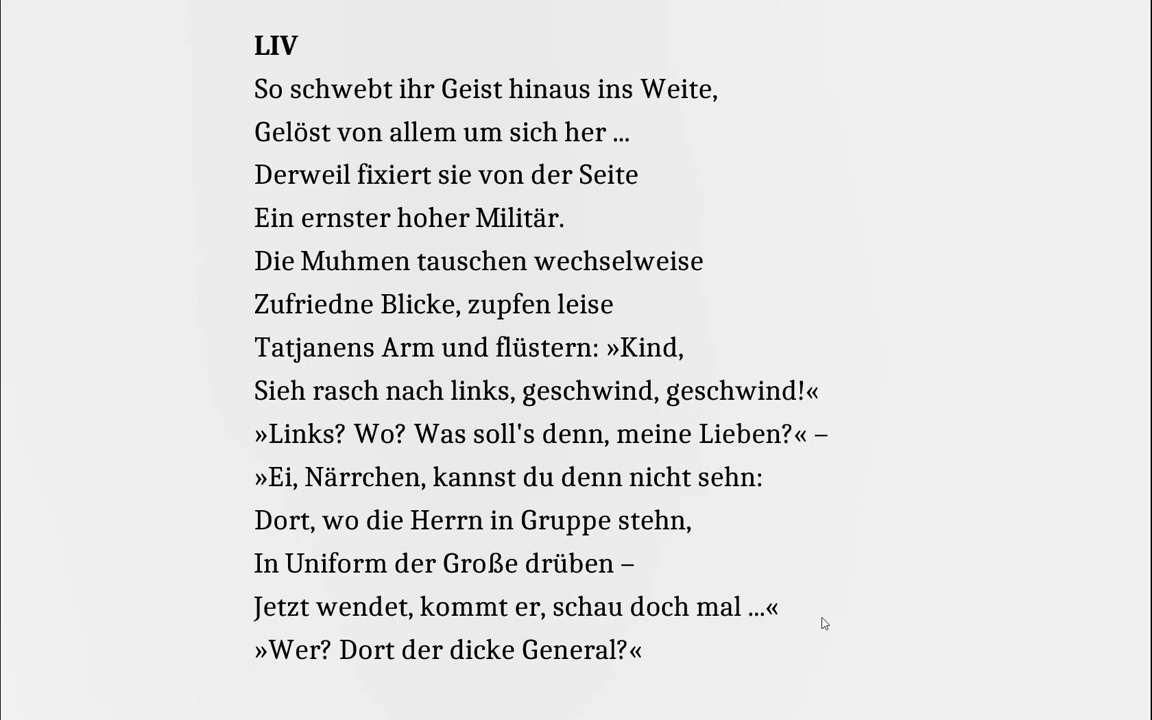 LIV
So schwebt ihr Geist hinaus ins Weite,
Gelöst von allem um sich her ...
Derweil fixiert sie von der Seite
Ein ernster hoher Militär.
Die Muhmen tauschen wechselweise
Zufriedne Blicke, zupfen leise
Tatjanens Arm und flüstern: »Kind,
Sieh rasch nach links, geschwind, geschwind!«
»Links? Wo? Was soll's denn, meine Lieben?« –
»Ei, Närrchen, kannst du denn nicht sehn:
Dort, wo die Herrn in Gruppe stehn,
In Uniform der Große drüben –
Jetzt wendet, kommt er, schau doch mal ...«
»Wer? Dort der dicke General?«